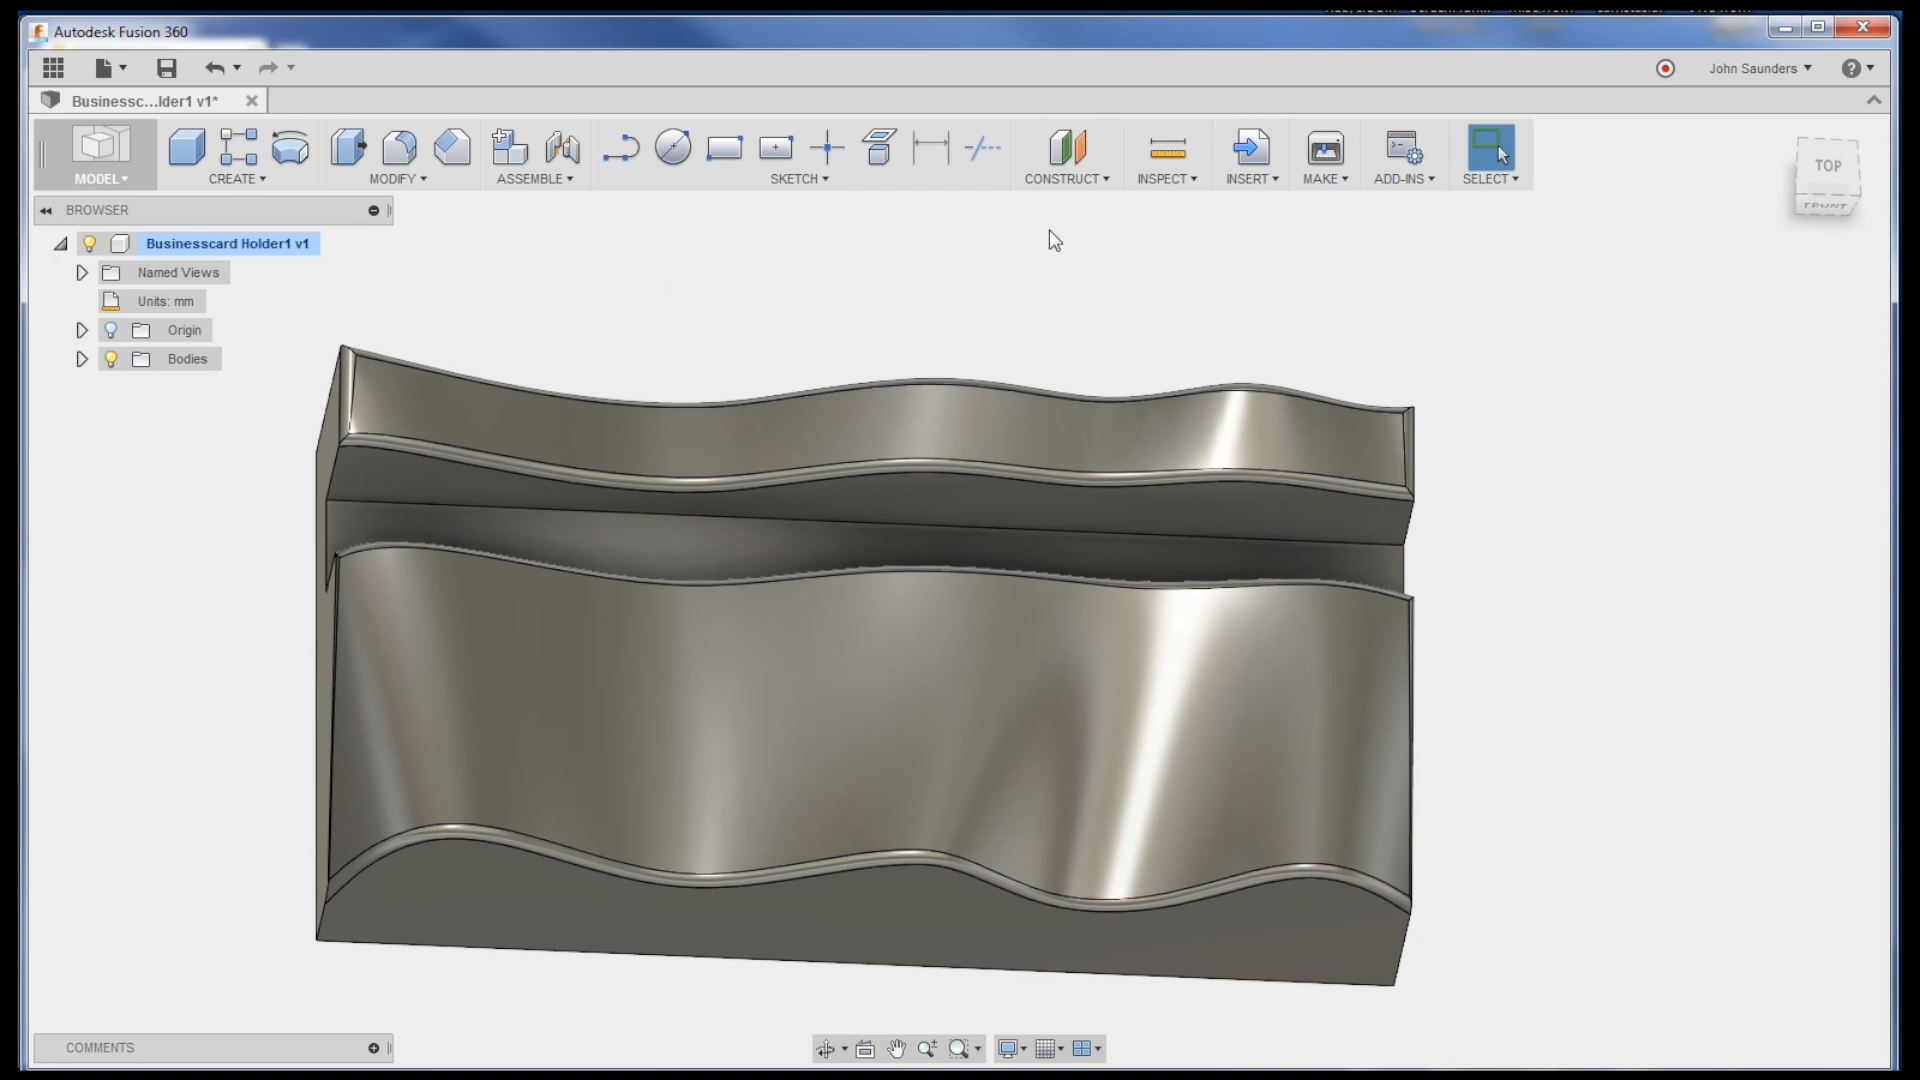 Autodesk Fusion 360
John Saunders
Businessc...lder1 v1*
MODEL
CREATE
MODIFY
ASSEMBLE
SKETCH
CONSTRUCT
INSPECT
INSERT
MAKE
ADD-INS
SELECT
TOP
FRONT
BROWSER
Businesscard Holder1 v1
Named Views
Units: mm
Origin
Bodies
COMMENTS